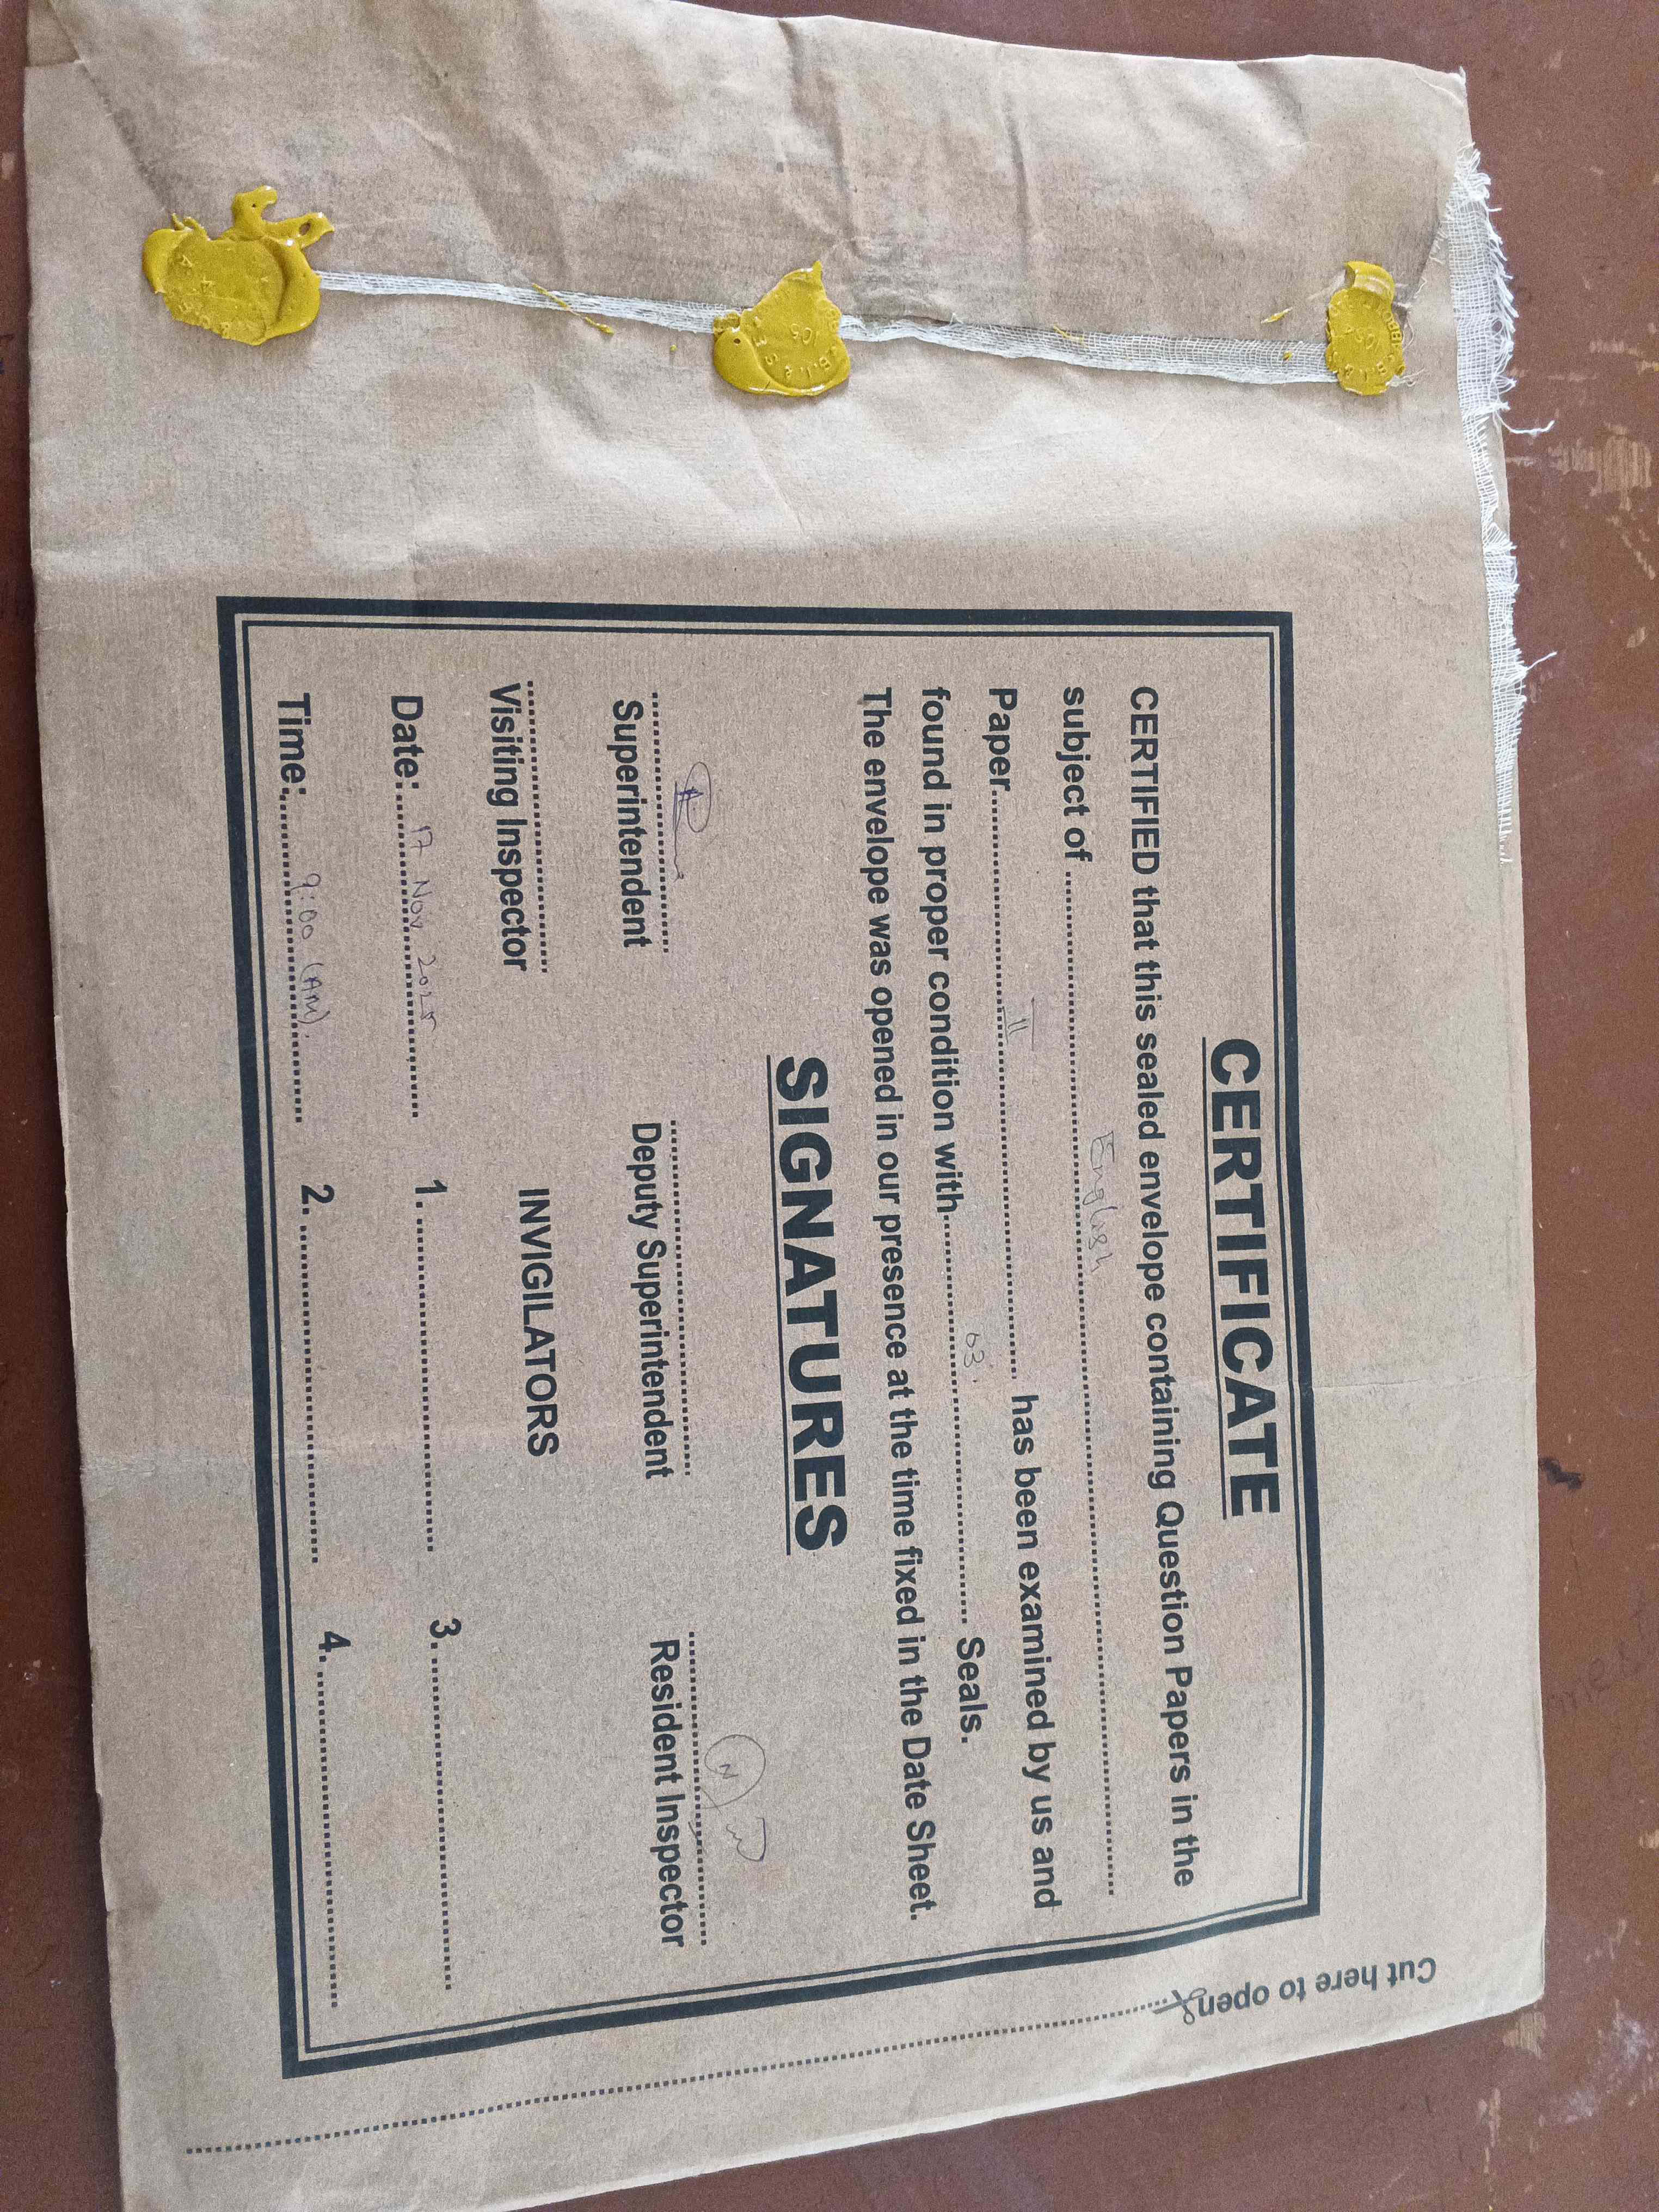 CERTIFICATE
CERTIFIED that this sealed envelope containing Question Papers in the
subject of ........ English ........
Paper ........ II ........ has been examined by us and
found in proper condition with ........ 03. ........ Seals.
The envelope was opened in our presence at the time fixed in the Date Sheet.
SIGNATURES
Superintendent Deputy Superintendent Resident Inspector
Visiting Inspector INVIGILATORS
Date: 17 Nov 2025 1. ........ 3. ........
Time: 9:00 (AM). 2. ........ 4. ........
Cut here to open